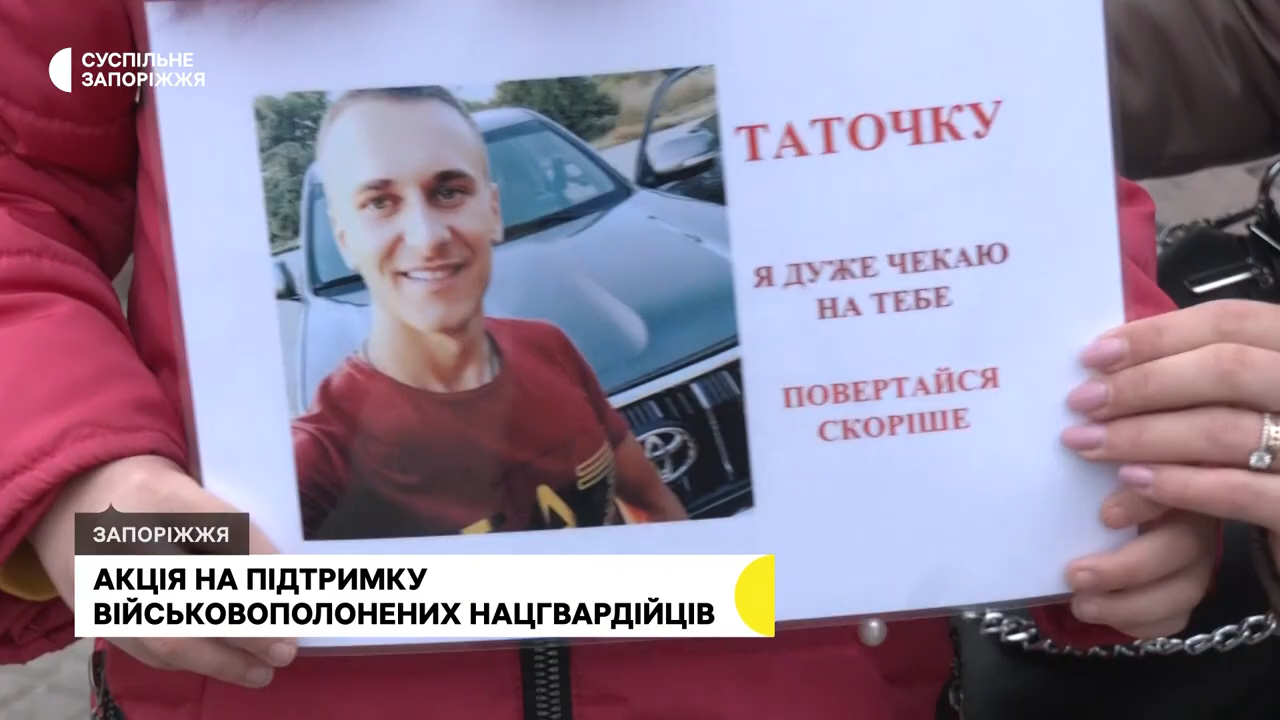 СУСПІЛЬНЕ
ЗАПОРІЖЖЯ
ТАТОЧКУ
Я ДУЖЕ ЧЕКАЮ
НА ТЕБЕ
ПОВЕРТАЙСЯ
СКОРІШЕ
ЗАПОРІЖЖЯ
АКЦІЯ НА ПІДТРИМКУ
ВІЙСЬКОВОПОЛОНЕНИХ НАЦГВАРДІЙЦІВ